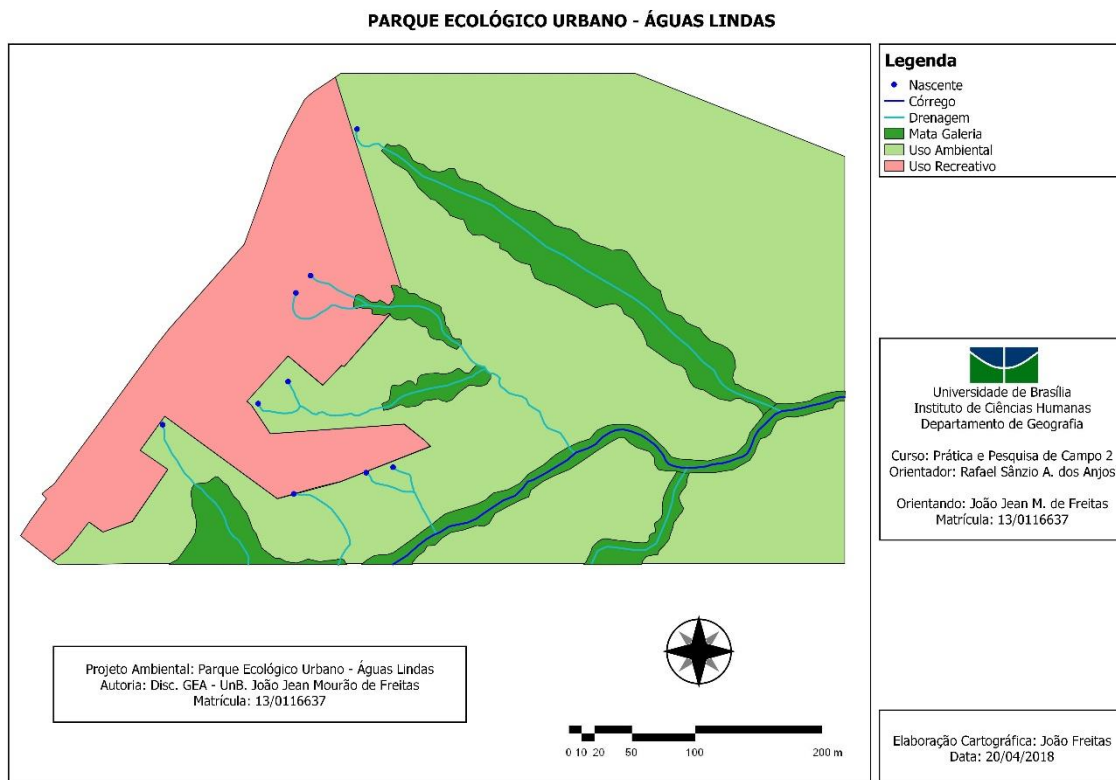 PARQUE ECOLÓGICO URBANO - ÁGUAS LINDAS
Legenda
Nascente
Córrego
Drenagem
Mata Galeria
Uso Ambiental
Uso Recreativo
Universidade de Brasília
Instituto de Ciências Humanas
Departamento de Geografia
Curso: Prática e Pesquisa de Campo 2
Orientador: Rafael Sânzio A. dos Anjos
Orientando: João Jean M. de Freitas
Matrícula: 13/0116637
Projeto Ambiental: Parque Ecológico Urbano - Águas Lindas
Autoria: Disc. GEA - UnB. João Jean Mourão de Freitas
Matrícula: 13/0116637
0 10 20 50 100 200 m
Elaboração Cartográfica: João Freitas
Data: 20/04/2018